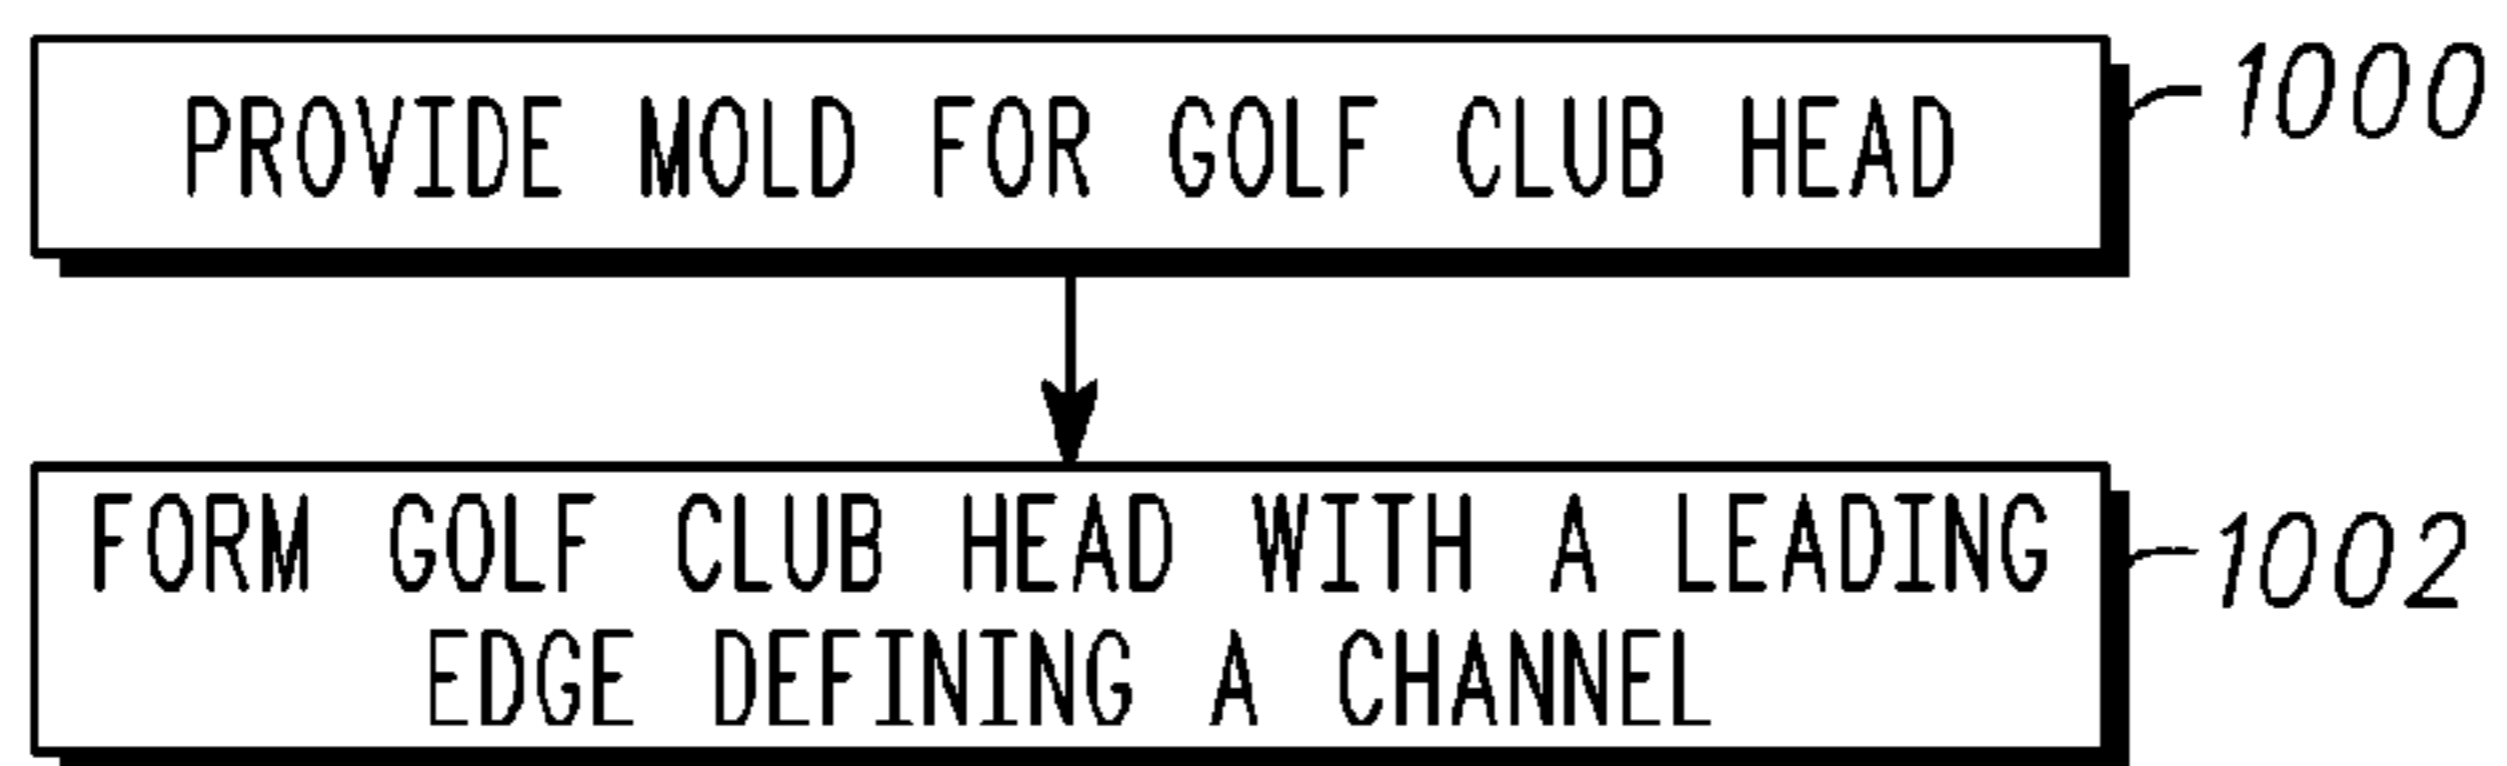 PROVIDE MOLD FOR GOLF CLUB HEAD
1000
FORM GOLF CLUB HEAD WITH A LEADING
EDGE DEFINING A CHANNEL
1002